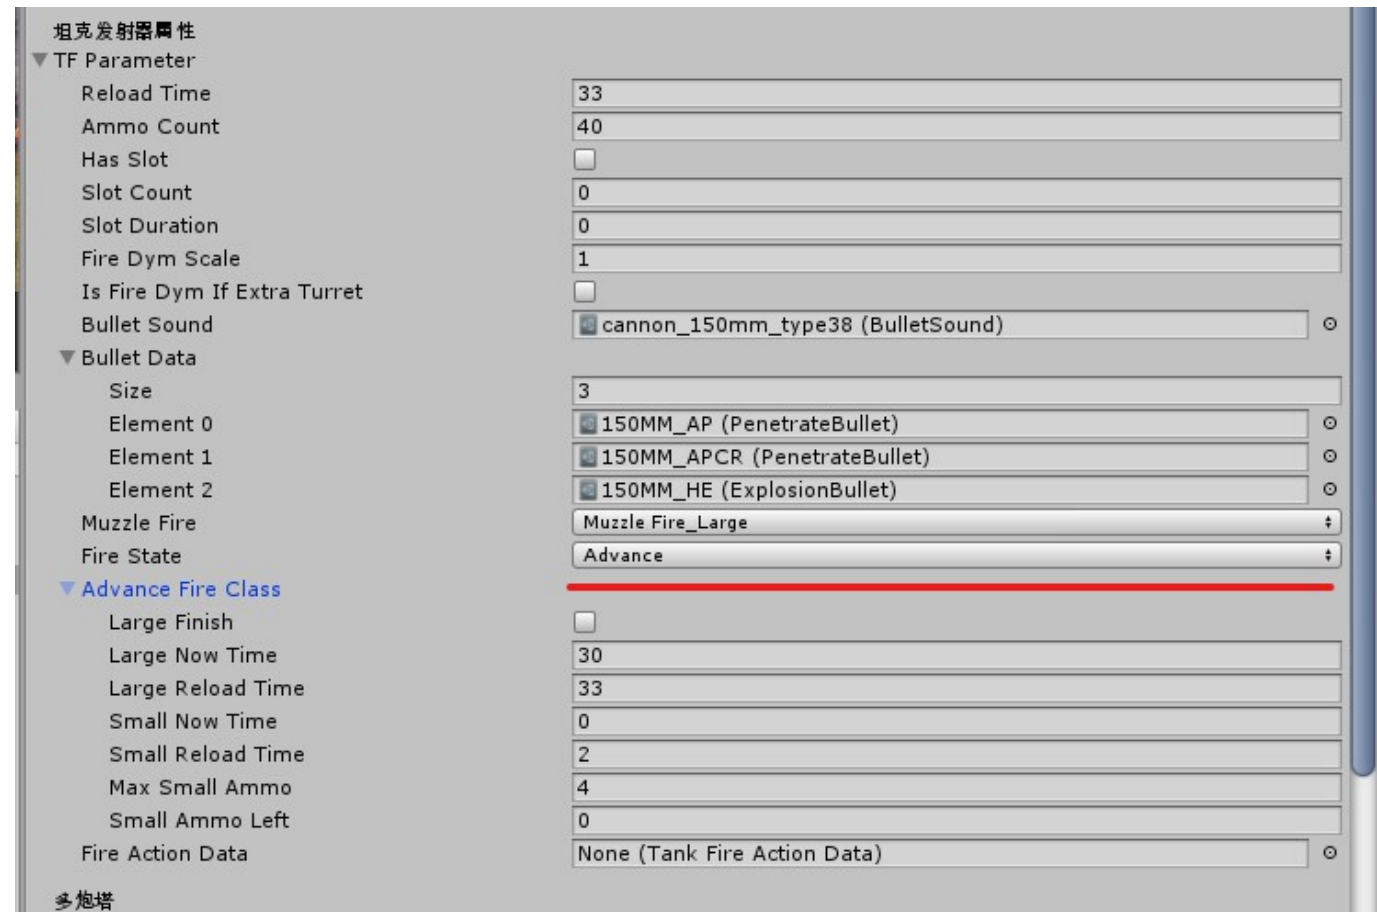 坦克发射器属性
TF Parameter
Reload Time 33
Ammo Count 40
Has Slot
Slot Count 0
Slot Duration 0
Fire Dym Scale 1
Is Fire Dym If Extra Turret
Bullet Sound cannon_150mm_type38 (BulletSound)
Bullet Data
Size 3
Element 0 150MM_AP (PenetrateBullet)
Element 1 150MM_APCR (PenetrateBullet)
Element 2 150MM_HE (ExplosionBullet)
Muzzle Fire Muzzle Fire_Large
Fire State Advance
Advance Fire Class
Large Finish
Large Now Time 30
Large Reload Time 33
Small Now Time 0
Small Reload Time 2
Max Small Ammo 4
Small Ammo Left 0
Fire Action Data None (Tank Fire Action Data)
多炮塔